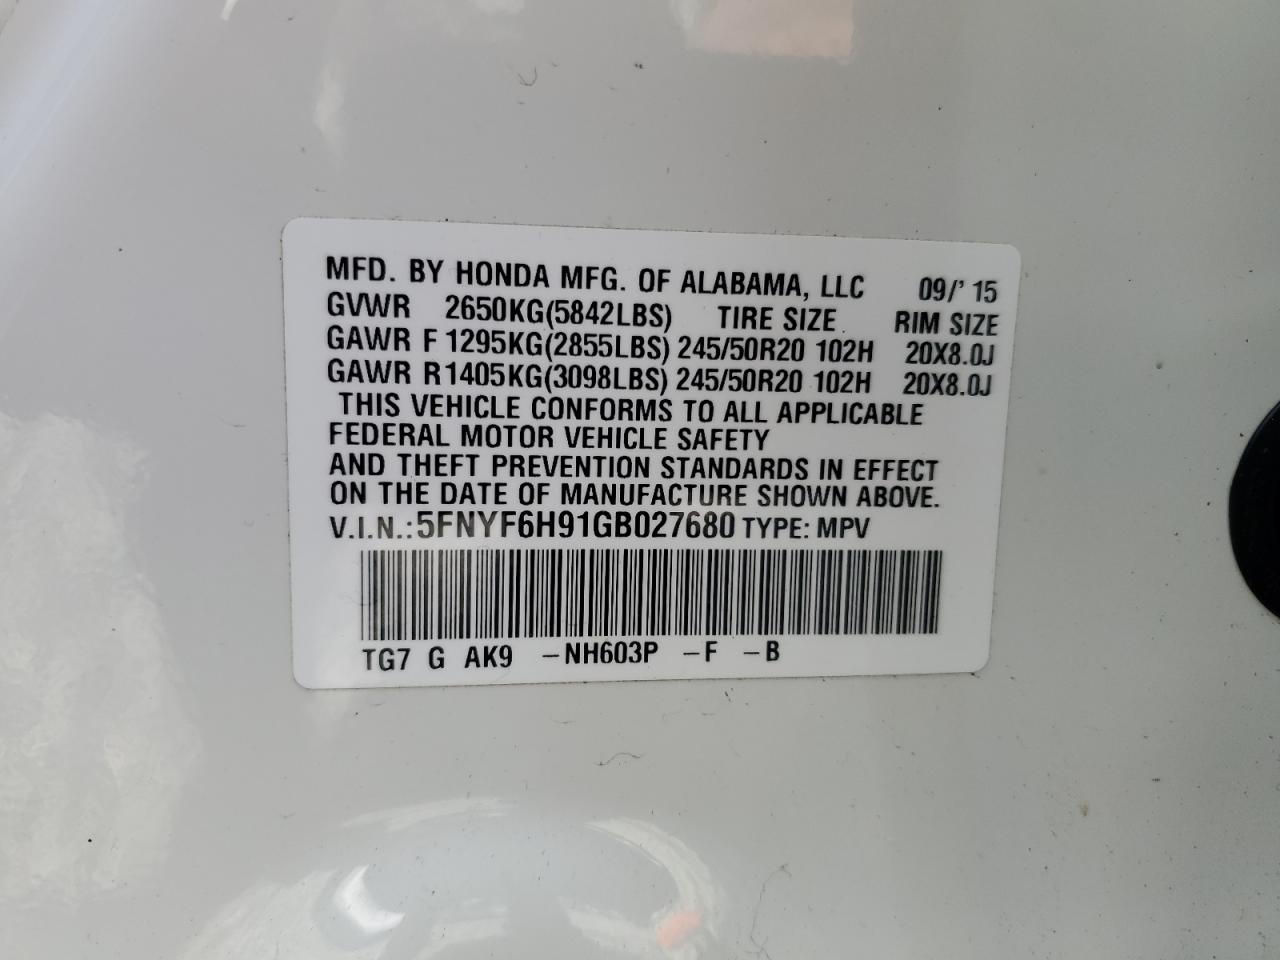 MFD. BY HONDA MFG. OF ALABAMA, LLC 09/' 15
GVWR 2650KG(5842LBS) TIRE SIZE RIM SIZE
GAWR F 1295KG(2855LBS) 245/50R20 102H 20X8.0J
GAWR R1405KG(3098LBS) 245/50R20 102H 20X8.0J
THIS VEHICLE CONFORMS TO ALL APPLICABLE
FEDERAL MOTOR VEHICLE SAFETY
AND THEFT PREVENTION STANDARDS IN EFFECT
ON THE DATE OF MANUFACTURE SHOWN ABOVE.
V.I.N.:5FNYF6H91GB027680 TYPE: MPV
TG7 G AK9 –NH603P –F –B